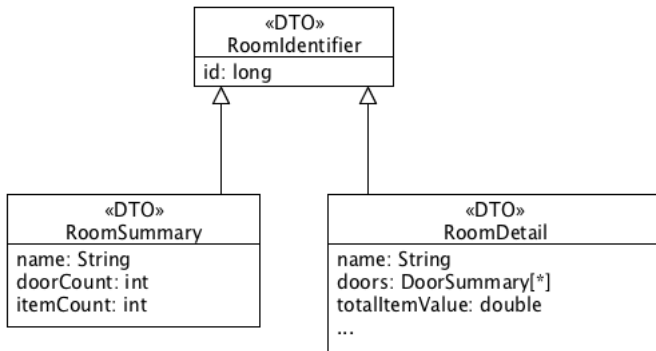 «DTO»
RoomIdentifier
id: long
«DTO»
RoomSummary
name: String
doorCount: int
itemCount: int
«DTO»
RoomDetail
name: String
doors: DoorSummary[*]
totalItemValue: double
...